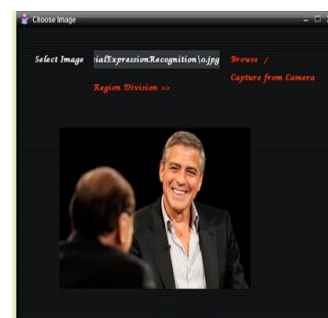 Choose Image
Select Image ialExpressionRecognition\o.jpg Browse /
Capture from Camera
Region Division >>